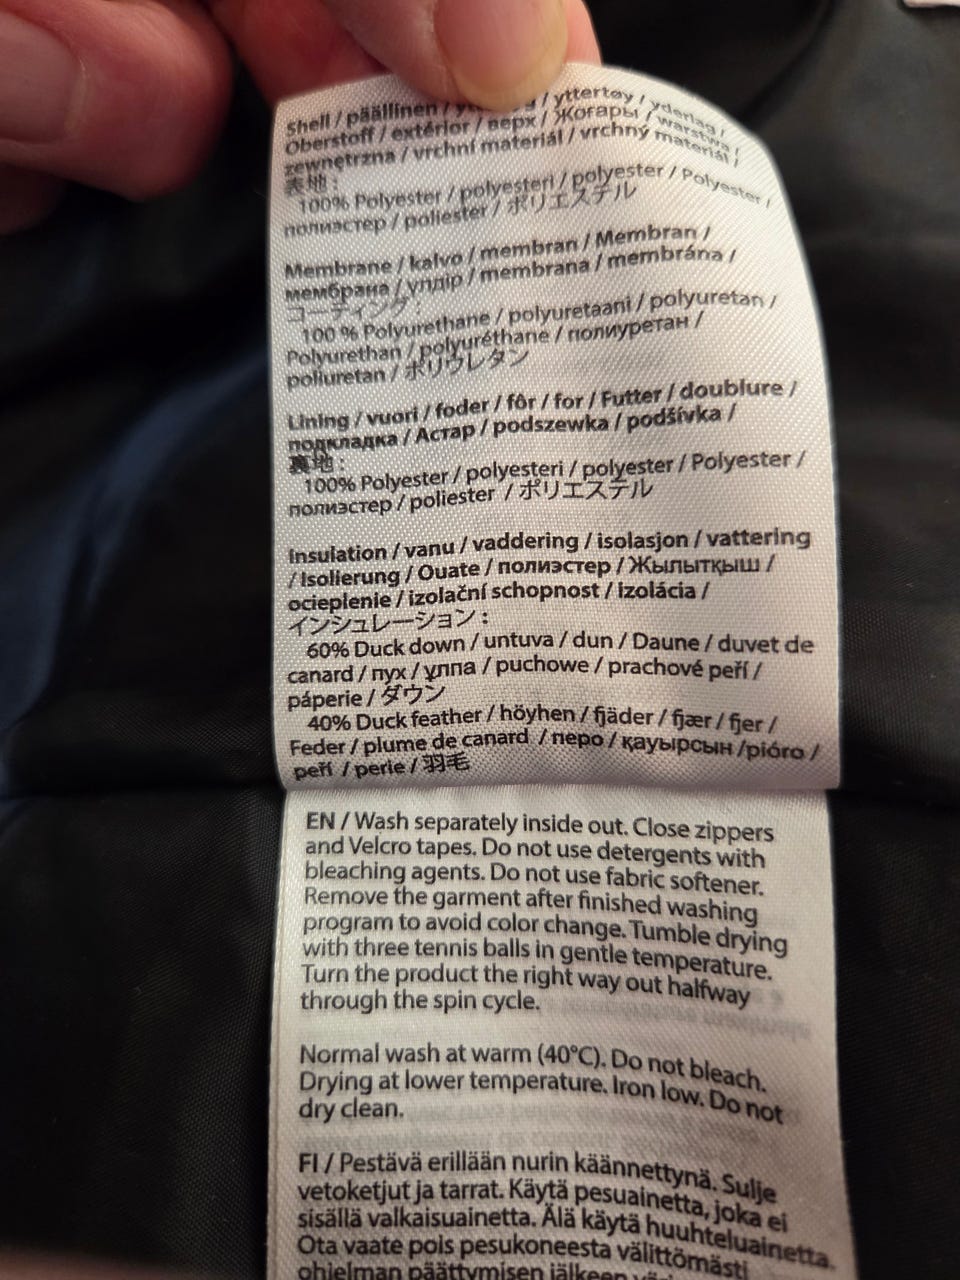 Shell / päällinen / / yttertøy / yderlag /
Oberstoff / extérior / верх / Жоғары / warstwa
zewnętrzna / vrchní materiál / vrchný materiál /
表地 :
100% Polyester / polyesteri / polyester / Polyester /
полиэстер / poliester / ポリエステル
Membrane / kalvo / membran / Membran /
мембрана / үлпір / membrana / membrána /
コーティング :
100 % Polyurethane / polyuretaani / polyuretan /
Polyurethan / polyuréthane / полиуретан /
poliuretan / ポリウレタン
Lining / vuori / foder / fôr / for / Futter / doublure /
подкладка / Астар / podszewka / podšívka /
裏地 :
100% Polyester / polyesteri / polyester / Polyester /
полиэстер / poliester / ポリエステル
Insulation / vanu / vaddering / isolasjon / vattering
/ Isolierung / Ouate / полиэстер / Жылытқыш /
ocieplenie / izolační schopnost / izolácia /
インシュレーション :
60% Duck down / untuva / dun / Daune / duvet de
canard / пух / ұлпа / puchowe / prachové peří /
páperie / ダウン
40% Duck feather / höyhen / fjäder / fjær / fjer /
Feder / plume de canard / перо / қауырсын /pióro /
peří / perie / 羽毛
EN / Wash separately inside out. Close zippers
and Velcro tapes. Do not use detergents with
bleaching agents. Do not use fabric softener.
Remove the garment after finished washing
program to avoid color change. Tumble drying
with three tennis balls in gentle temperature.
Turn the product the right way out halfway
through the spin cycle.
Normal wash at warm (40°C). Do not bleach.
Drying at lower temperature. Iron low. Do not
dry clean.
FI / Pestävä erillään nurin käännettynä. Sulje
vetoketjut ja tarrat. Käytä pesuainetta, joka ei
sisällä valkaisuainetta. Älä käytä huuhteluainetta.
Ota vaate pois pesukoneesta välittömästi
ohjelman päättymisen jälkeen